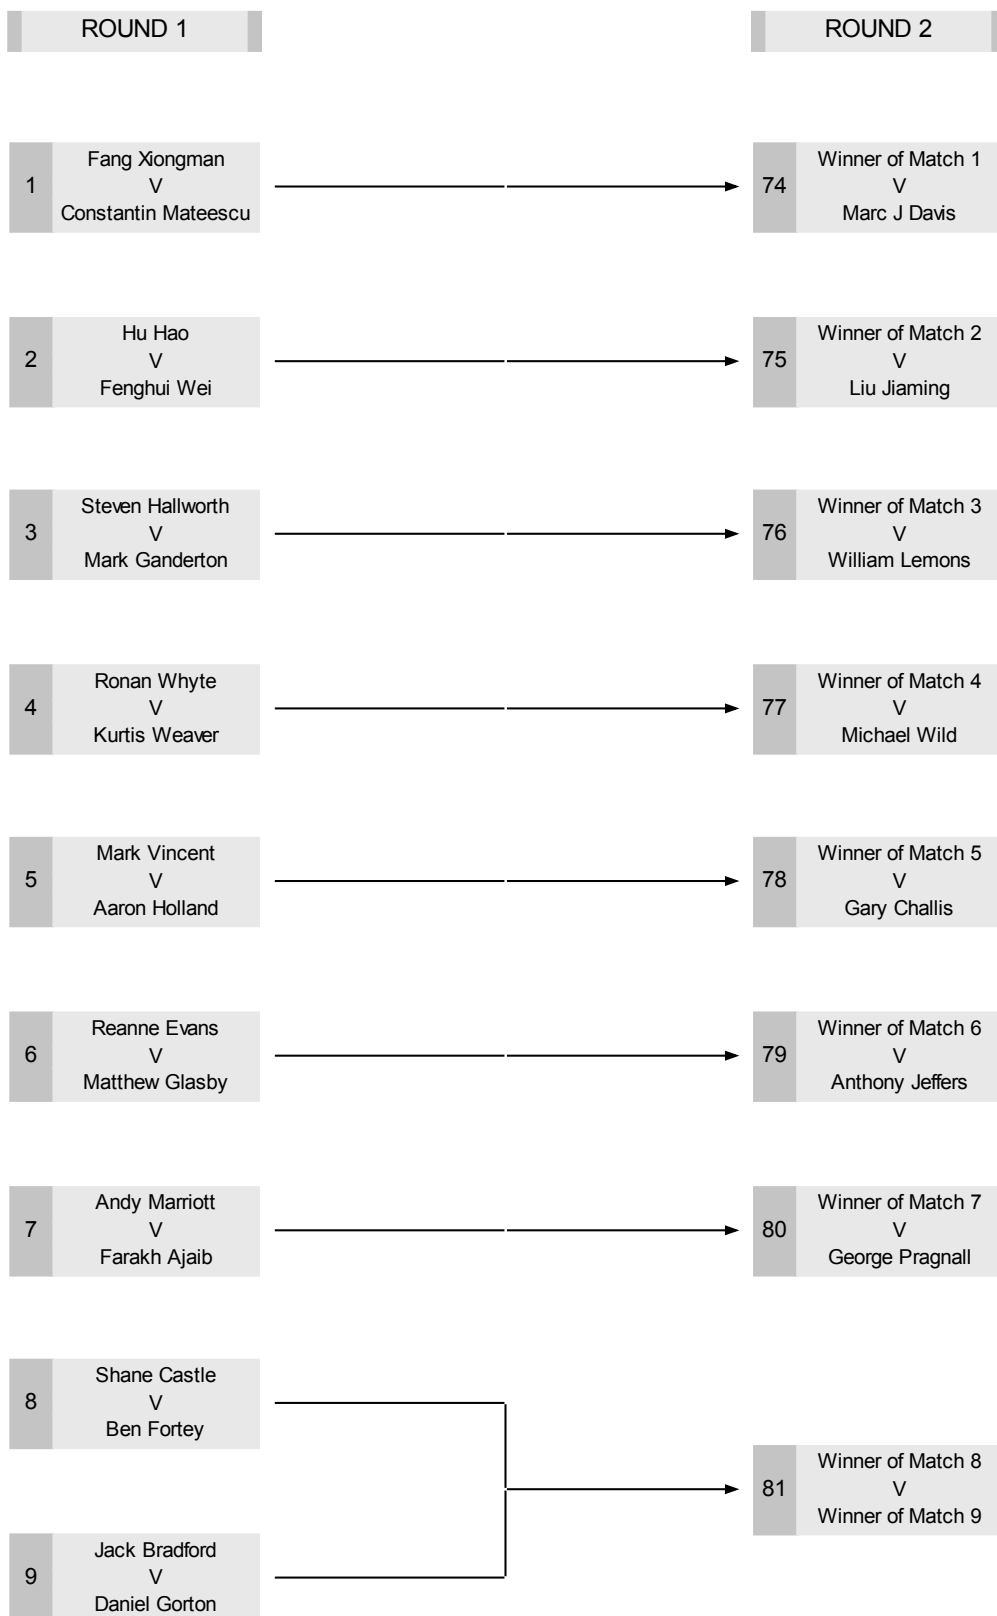 ROUND 1
ROUND 2
1
Fang Xiongman
V
Constantin Mateescu
74
Winner of Match 1
V
Marc J Davis
2
Hu Hao
V
Fenghui Wei
75
Winner of Match 2
V
Liu Jiaming
3
Steven Hallworth
V
Mark Ganderton
76
Winner of Match 3
V
William Lemons
4
Ronan Whyte
V
Kurtis Weaver
77
Winner of Match 4
V
Michael Wild
5
Mark Vincent
V
Aaron Holland
78
Winner of Match 5
V
Gary Challis
6
Reanne Evans
V
Matthew Glasby
79
Winner of Match 6
V
Anthony Jeffers
7
Andy Marriott
V
Farakh Ajaib
80
Winner of Match 7
V
George Pragnall
8
Shane Castle
V
Ben Fortey
81
Winner of Match 8
V
Winner of Match 9
9
Jack Bradford
V
Daniel Gorton